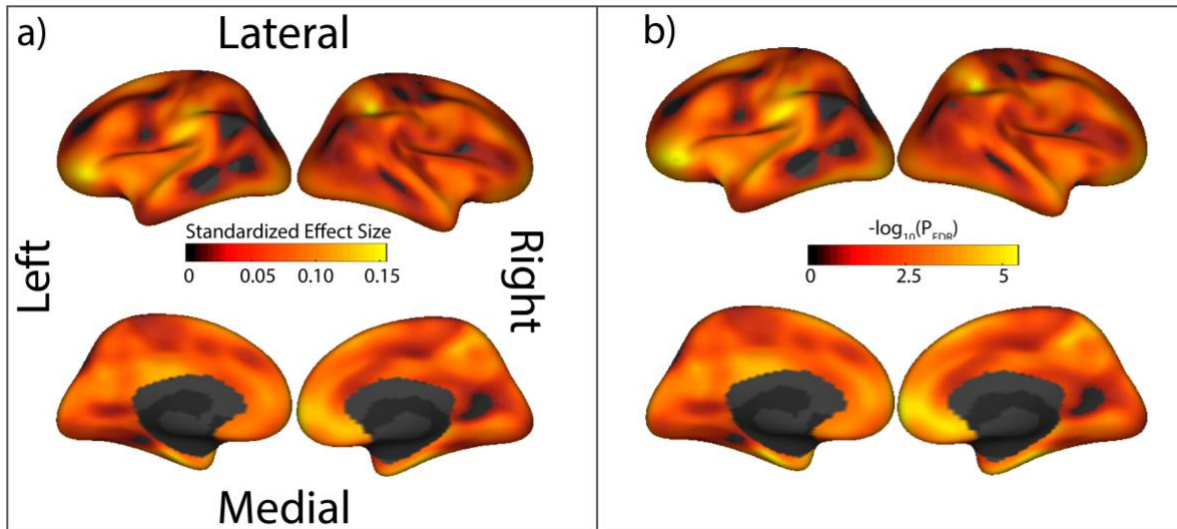 a)
Lateral
Standardized Effect Size
0 0.05 0.10 0.15
Left
Right
Medial
b)
-log10(PFDR)
0 2.5 5